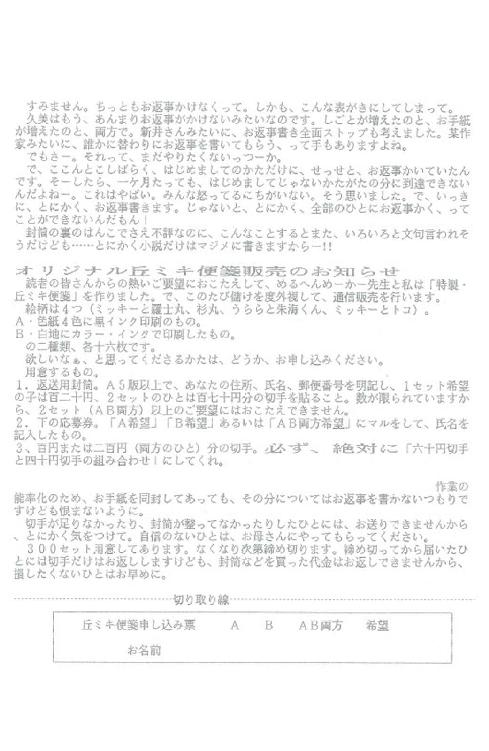 すみません。ちっともお返事かけなくって。しかも、こんな表がきにしてしまって。
久美はもう、あんまりお返事がかけないみたいなのです。しごとが増えたのと、お手紙
が増えたのと、両方で。新井さんみたいに、お返事書き全面ストップも考えました。某作
家みたいに、誰かに替わりにお返事を書いてもらう、って手もありますよね。
でもさー。それって、まだやりたくないっつーか。
で、ここんとこしばらく、はじめましてのかただけに、せっせと、お返事かいていたん
です。そーしたら、一ケ月たっても、はじめましてじゃないかたがたの分に到達できない
んだよねー。これはやばい。みんな怒ってるにちがいない。そう思いました。で、いっき
に、とにかく、お返事書きます。じゃないと、とにかく、全部のひとにお返事かく、って
ことができないんだもん！
封筒の裏のはんこでさえ不評なのに、こんなことするとまた、いろいろと文句言われそ
うだけども……とにかく小説だけはマジメに書きますから—!!
オリジナル丘ミキ便箋販売のお知らせ
読者の皆さんからの熱いご要望におこたえして、めるへんめーかー先生と私は「特製・
丘ミキ便箋」を作りました。で、このたび儲けを度外視して、通信販売を行います。
絵柄は４つ（ミッキーと羅士丸、杉丸、うららと朱海くん、ミッキーとトコ）。
Ａ・色紙４色に黒インク印刷のもの。
Ｂ・白地にカラー・インクで印刷したもの。
の二種類、各十六枚です。
欲しいなぁ、と思ってくださるかたは、どうか、お申し込みください。
用意するもの。
１．返送用封筒。Ａ５版以上で、あなたの住所、氏名、郵便番号を明記し、１セット希望
の子は百二十円、２セットのひとは百七十円分の切手を貼ること。数が限られていますか
ら、２セット（ＡＢ両方）以上のご要望にはおこたえできません。
２．下の応募券。「Ａ希望」「Ｂ希望」あるいは「ＡＢ両方希望」にマルをして、氏名を
記入したもの。
３、百円または二百円（両方のひと）分の切手。必ず、絶対に「六十円切手
と四十円切手の組み合わせ！にしてくれ。
作業の
能率化のため、お手紙を同封してあっても、その分についてはお返事を書かないつもりで
すけども恨まないように。
切手が足りなかったり、封筒が整ってなかったりしたひとには、お送りできませんから
、とにかく気をつけて。自信のないひとは、お母さんにやってもらってください。
３００セット用意してあります。なくなり次第締め切ります。締め切ってから届いたひ
とには切手だけはお返ししますけども、封筒などを買った代金はお返しできませんから、
損したくないひとはお早めに。
切り取り線
丘ミキ便箋申し込み票　Ａ　Ｂ　ＡＢ両方　希望
お名前